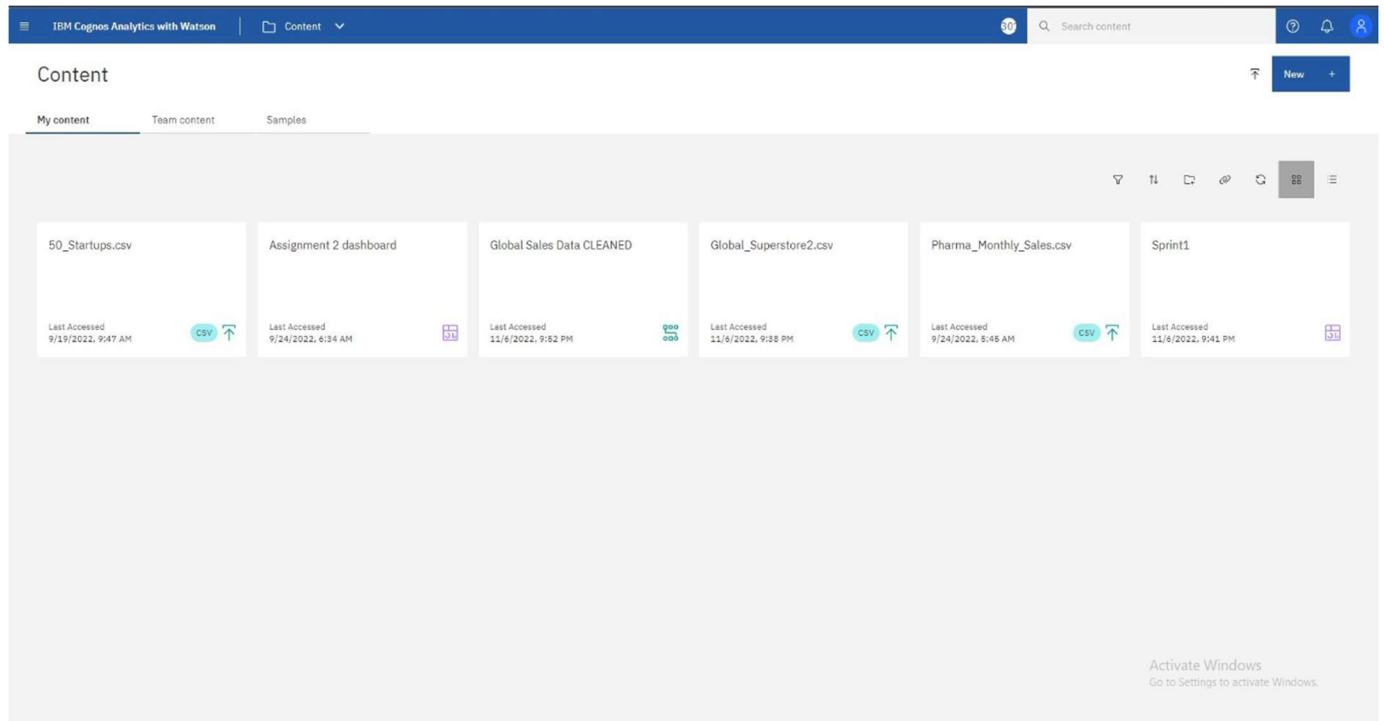 IBM Cognos Analytics with Watson
Content
30
Search content
Content
New +
My content
Team content
Samples
50_Startups.csv
Last Accessed
9/19/2022, 9:47 AM
CSV
Assignment 2 dashboard
Last Accessed
9/24/2022, 6:34 AM
Global Sales Data CLEANED
Last Accessed
11/6/2022, 9:52 PM
Global_Superstore2.csv
Last Accessed
11/6/2022, 9:38 PM
CSV
Pharma_Monthly_Sales.csv
Last Accessed
9/24/2022, 5:45 AM
CSV
Sprint1
Last Accessed
11/6/2022, 9:41 PM
Activate Windows
Go to Settings to activate Windows.